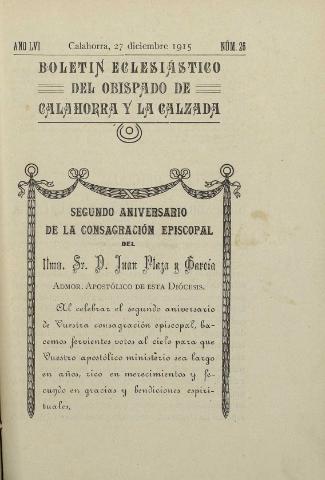 AÑO LVI Calahorra, 27 diciembre 1915 NÚM. 26
BOLETIN ECLESIÁSTICO
DEL OBISPADO DE
CALAHORRA Y LA CALZADA
SEGUNDO ANIVERSARIO
DE LA CONSAGRACIÓN EPISCOPAL
DEL
Ilmo. Sr. D. Juan Plaza y García
ADMOR. APOSTÓLICO DE ESTA DIÓCESIS.
Al celebrar el segundo aniversario
de Vuestra consagración episcopal, ha-
cemos fervientes votos al cielo para que
Vuestro apostólico ministerio sea largo
en años, rico en merecimientos y fe-
cundo en gracias y bendiciones espiri-
tuales.